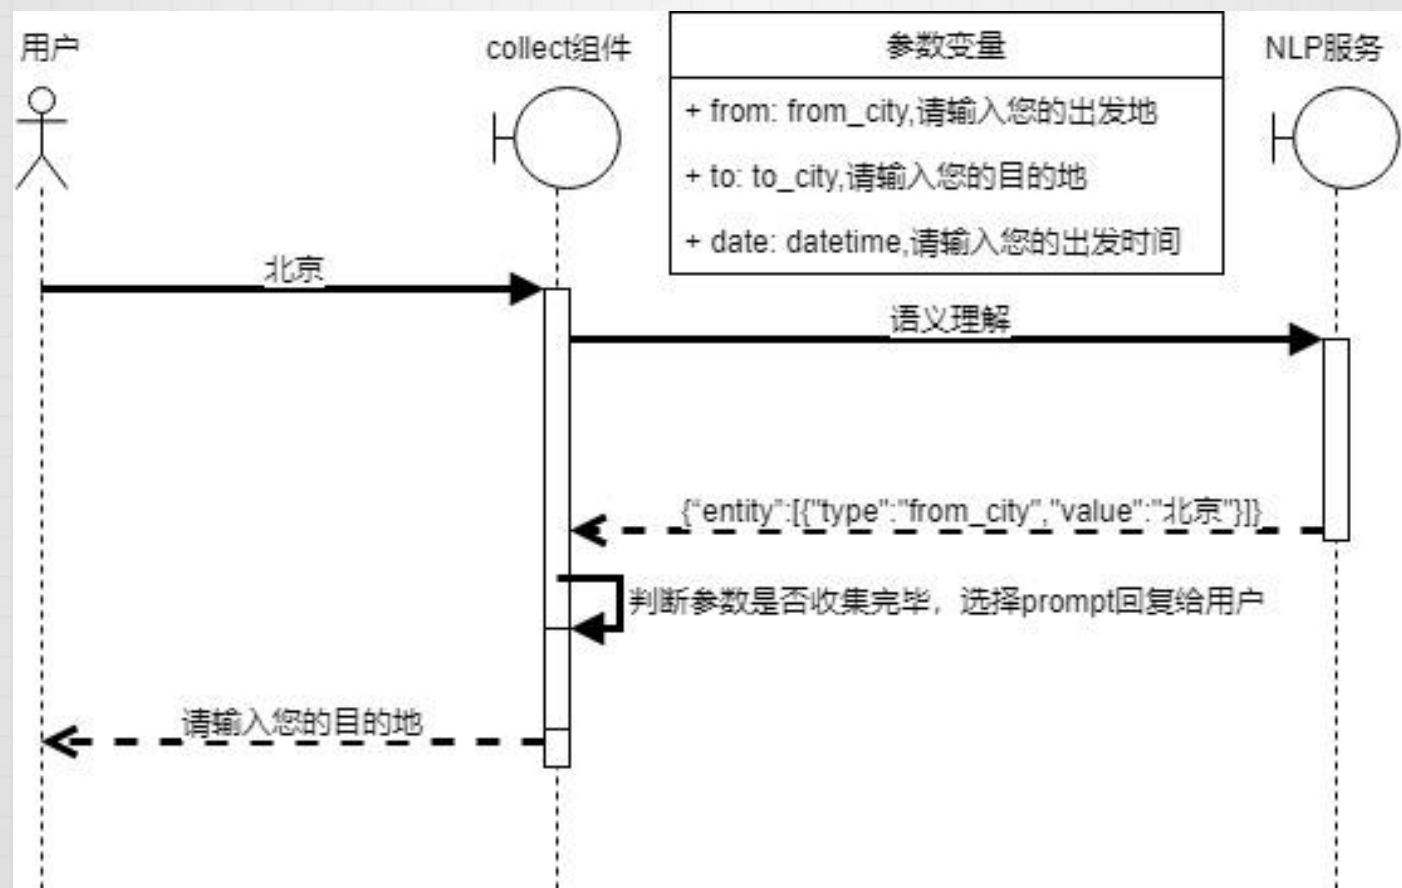 用户
collect组件
参数变量
NLP服务
+ from: from_city,请输入您的出发地
+ to: to_city,请输入您的目的地
+ date: datetime,请输入您的出发时间
北京
语义理解
{“entity”:[{"type":"from_city","value":"北京"}]}
判断参数是否收集完毕，选择prompt回复给用户
请输入您的目的地